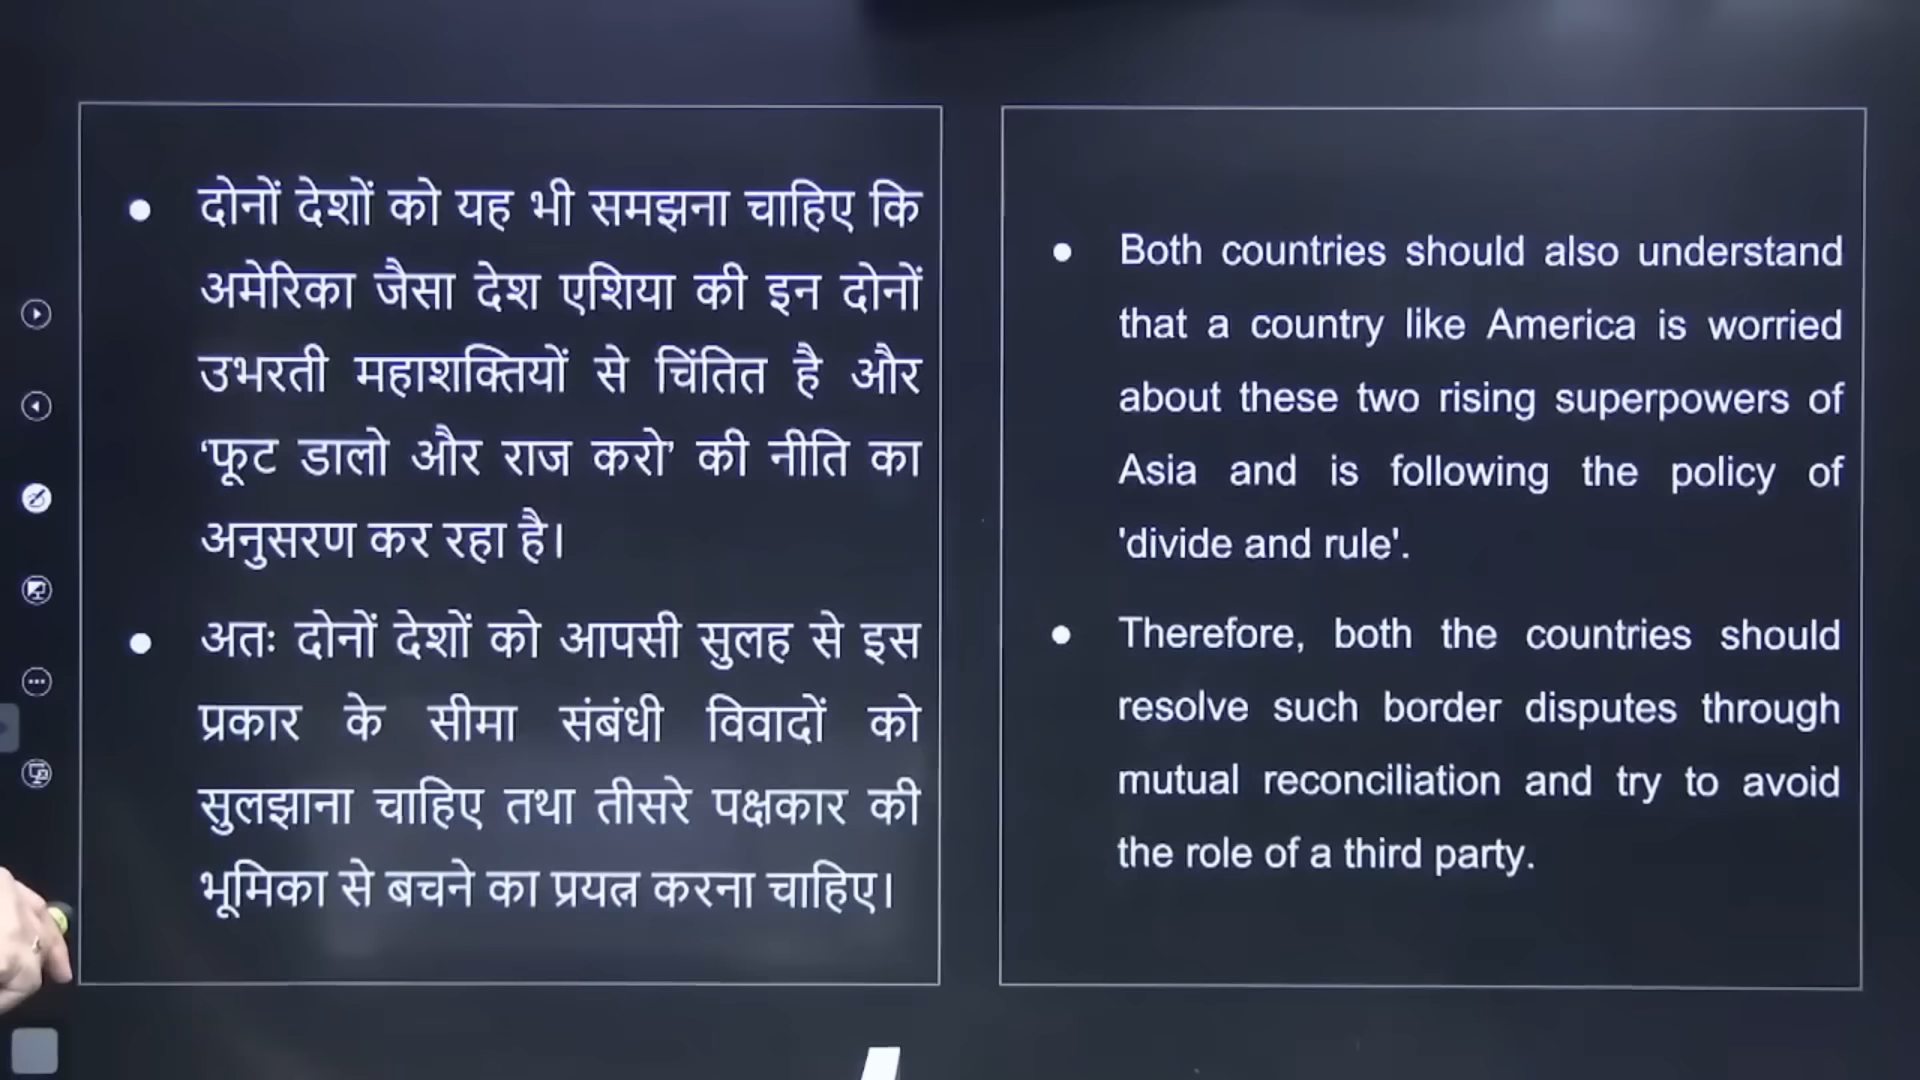 दोनों देशों को यह भी समझना चाहिए कि
अमेरिका जैसा देश एशिया की इन दोनों
उभरती महाशक्तियों से चिंतित है और
‘फूट डालो और राज करो’ की नीति का
अनुसरण कर रहा है।
अतः दोनों देशों को आपसी सुलह से इस
प्रकार के सीमा संबंधी विवादों को
सुलझाना चाहिए तथा तीसरे पक्षकार की
भूमिका से बचने का प्रयत्न करना चाहिए।
Both countries should also understand
that a country like America is worried
about these two rising superpowers of
Asia and is following the policy of
'divide and rule'.
Therefore, both the countries should
resolve such border disputes through
mutual reconciliation and try to avoid
the role of a third party.